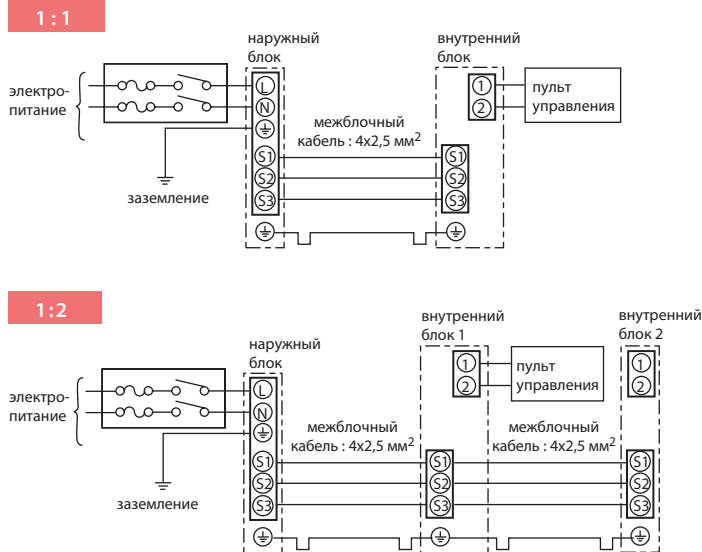 1 : 1
наружный
блок
внутренний
блок
электро-
питание
L
N
S1
S2
S3
1
2
пульт
управления
межблочный
кабель : 4x2,5 мм²
S1
S2
S3
заземление
1:2
наружный
блок
внутренний
блок 1
внутренний
блок 2
электро-
питание
L
N
S1
S2
S3
1
2
пульт
управления
1
2
межблочный
кабель : 4x2,5 мм²
межблочный
кабель : 4x2,5 мм²
S1
S2
S3
S1
S2
S3
заземление